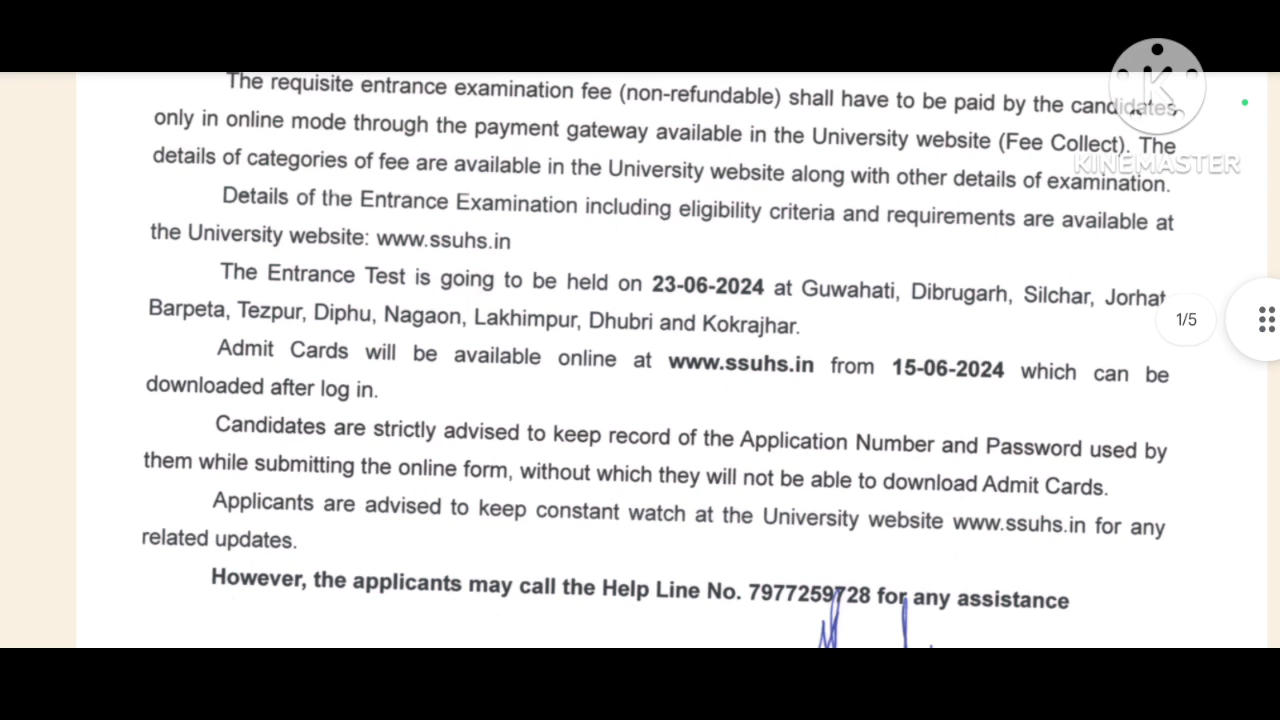 The requisite entrance examination fee (non-refundable) shall have to be paid by the candidates
only in online mode through the payment gateway available in the University website (Fee Collect). The
details of categories of fee are available in the University website along with other details of examination.
Details of the Entrance Examination including eligibility criteria and requirements are available at
the University website: www.ssuhs.in
The Entrance Test is going to be held on 23-06-2024 at Guwahati, Dibrugarh, Silchar, Jorhat
Barpeta, Tezpur, Diphu, Nagaon, Lakhimpur, Dhubri and Kokrajhar.
Admit Cards will be available online at www.ssuhs.in from 15-06-2024 which can be
downloaded after log in.
Candidates are strictly advised to keep record of the Application Number and Password used by
them while submitting the online form, without which they will not be able to download Admit Cards.
Applicants are advised to keep constant watch at the University website www.ssuhs.in for any
related updates.
However, the applicants may call the Help Line No. 7977259728 for any assistance
1/5
K
KINEMASTER